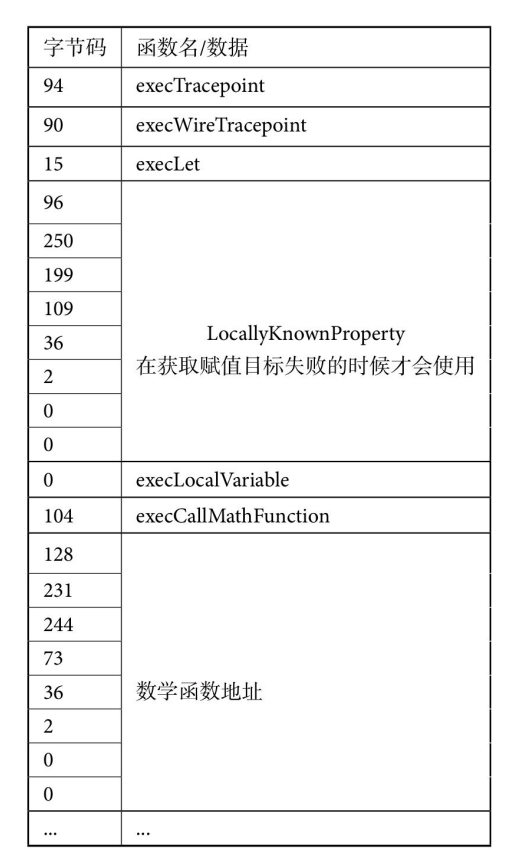 字节码 函数名/数据
94 execTracepoint
90 execWireTracepoint
15 execLet
96
250
199
109
36
2
0
0
LocallyKnownProperty
在获取赋值目标失败的时候才会使用
0 execLocalVariable
104 execCallMathFunction
128
231
244
73
36
2
0
0
数学函数地址
... ...